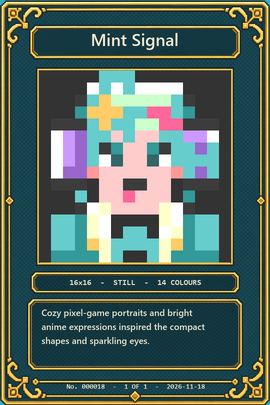 Mint Signal
16x16 - STILL - 14 COLOURS
Cozy pixel-game portraits and bright
anime expressions inspired the compact
shapes and sparkling eyes.
No. 000018 - 1 OF 1 - 2026-11-18